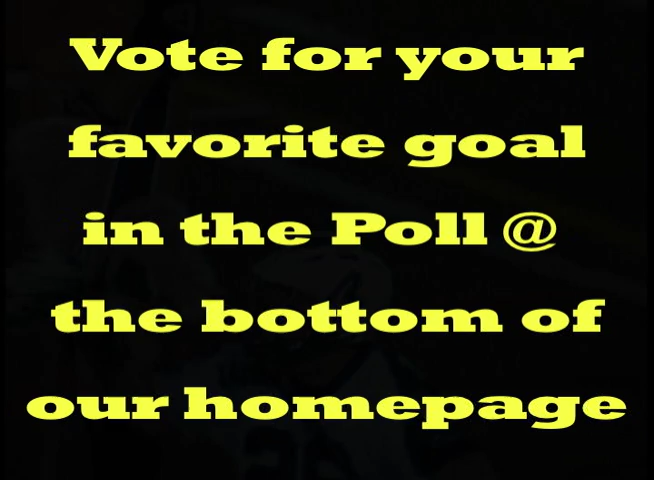 Vote for your
favorite goal
in the Poll @
the bottom of
our homepage